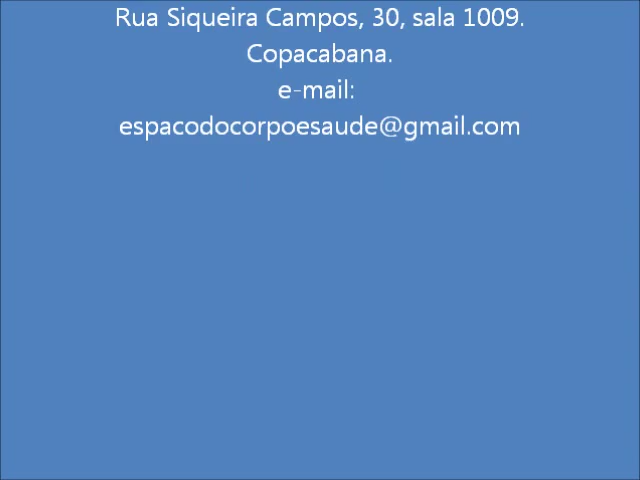 Rua Siqueira Campos, 30, sala 1009.
Copacabana.
e-mail:
espacodocorpoesaude@gmail.com